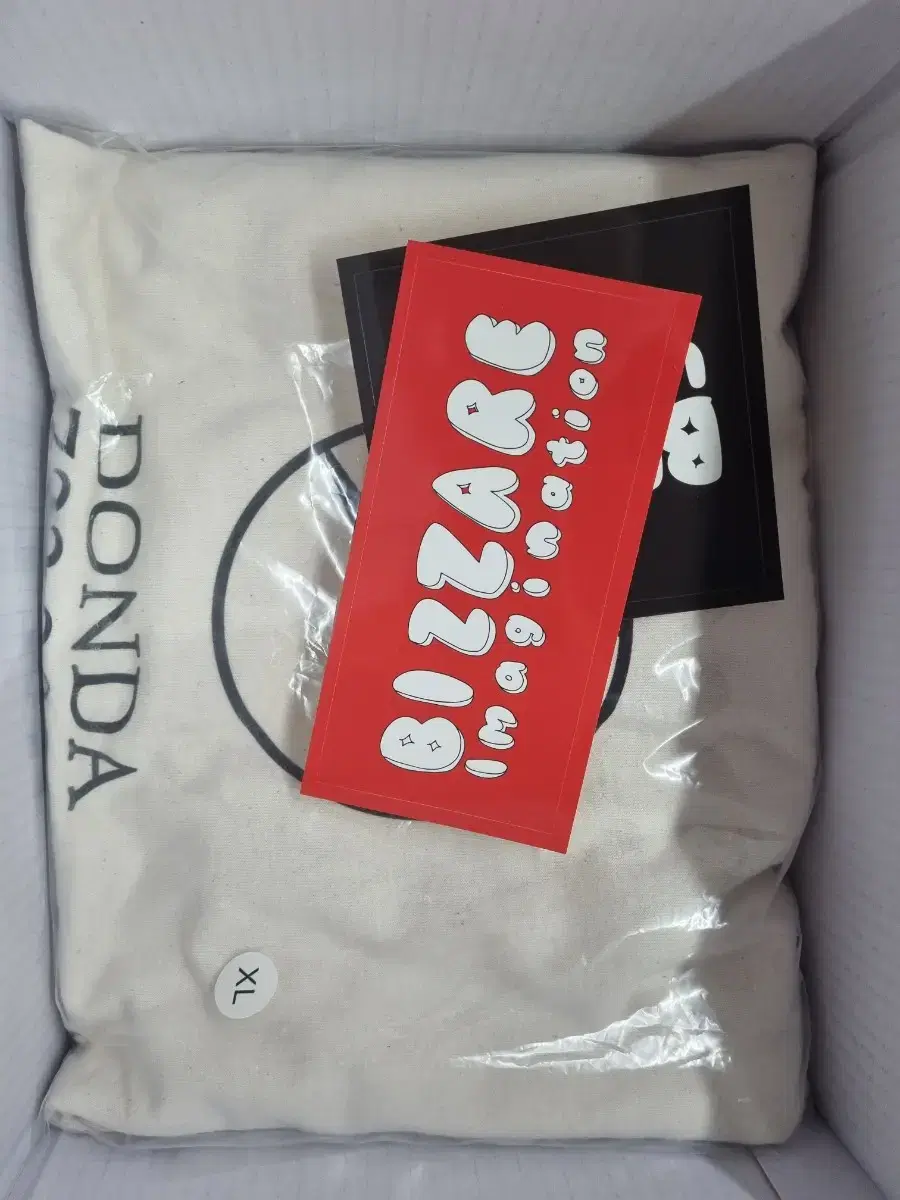 DONDA
BIZZARE
imagination
XL